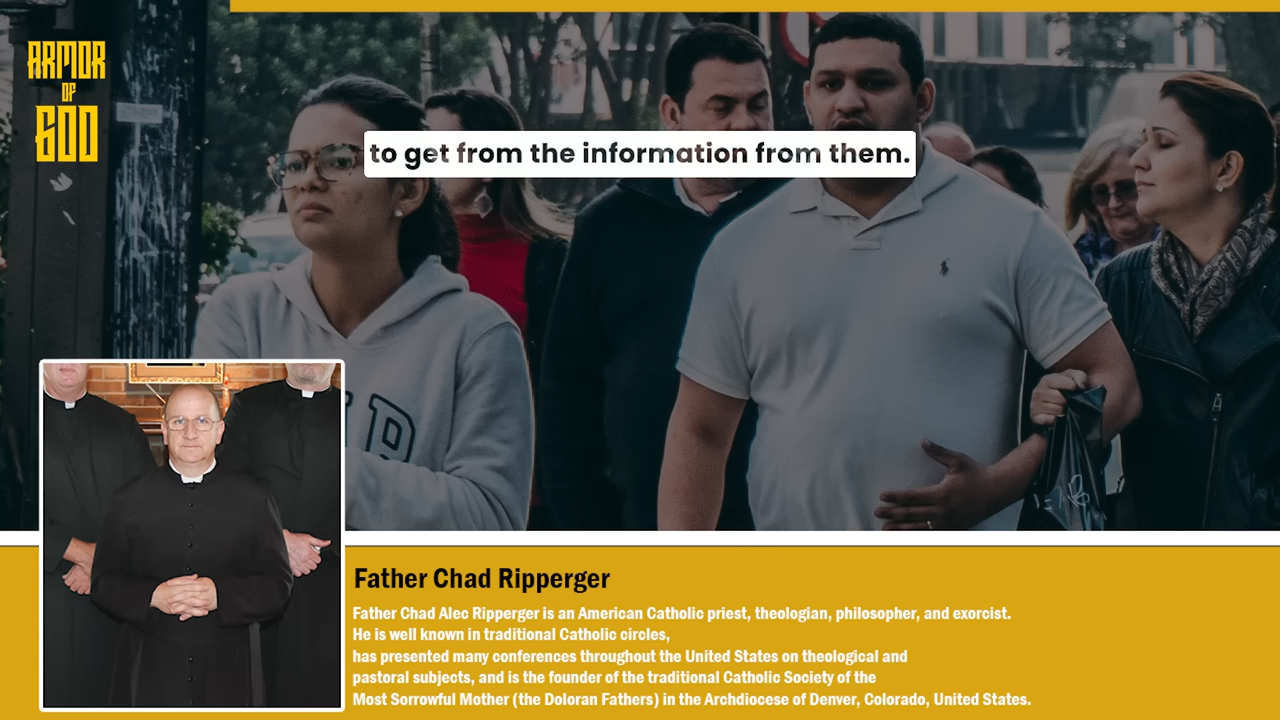 ARMOR
OF
GOD
to get from the information from them.
Father Chad Ripperger
Father Chad Alec Ripperger is an American Catholic priest, theologian, philosopher, and exorcist.
He is well known in traditional Catholic circles,
has presented many conferences throughout the United States on theological and
pastoral subjects, and is the founder of the traditional Catholic Society of the
Most Sorrowful Mother (the Doloran Fathers) in the Archdiocese of Denver, Colorado, United States.